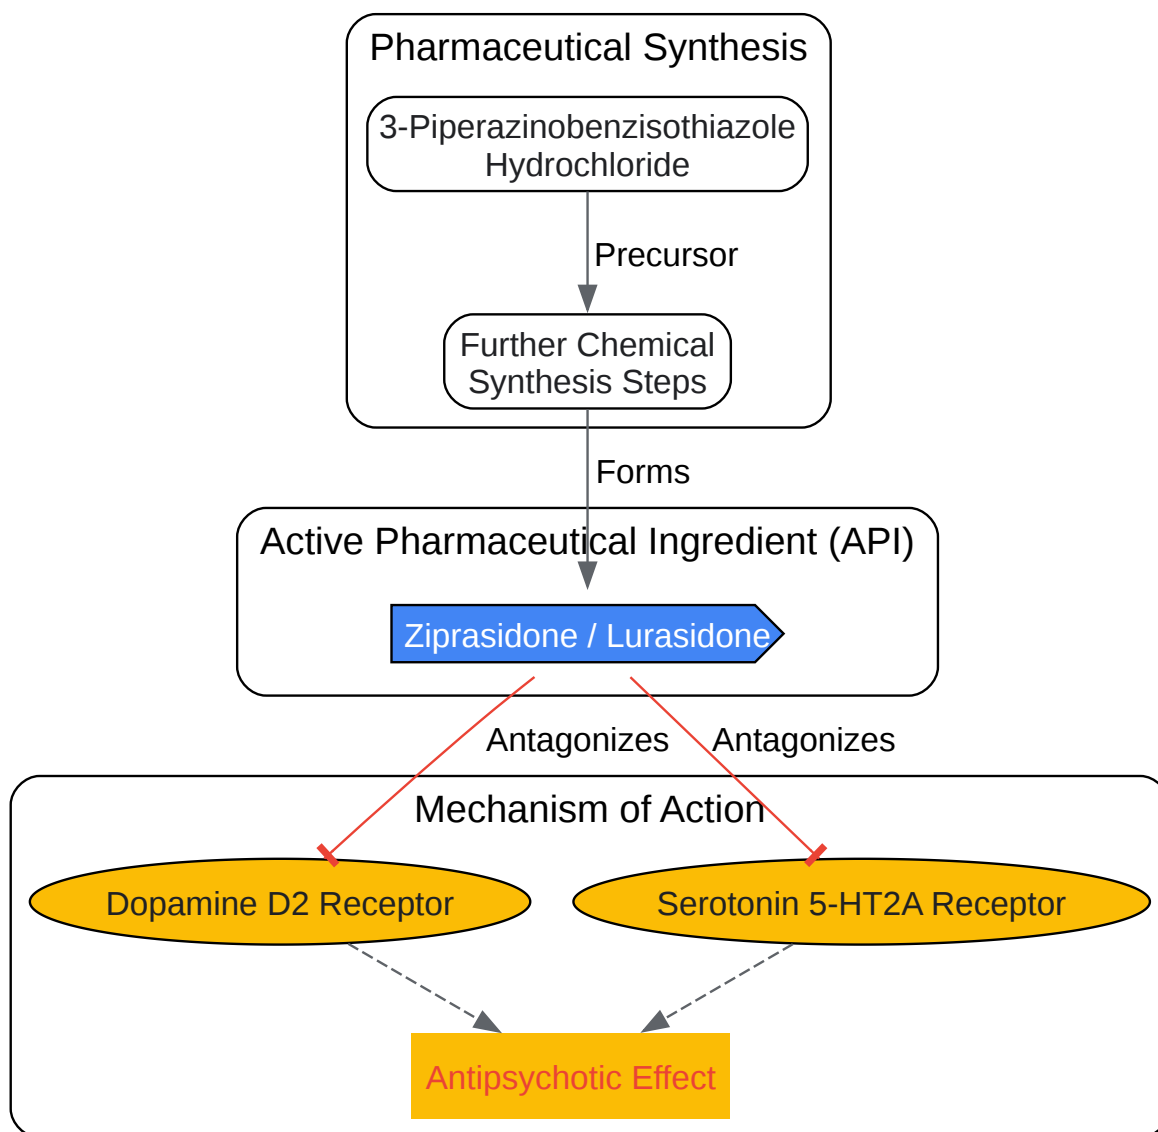 Pharmaceutical Synthesis
3-Piperazinobenzisothiazole
Hydrochloride
Precursor
Further Chemical
Synthesis Steps
Forms
Active Pharmaceutical Ingredient (API)
Ziprasidone / Lurasidone
Antagonizes
Antagonizes
Mechanism of Action
Dopamine D2 Receptor
Serotonin 5-HT2A Receptor
Antipsychotic Effect